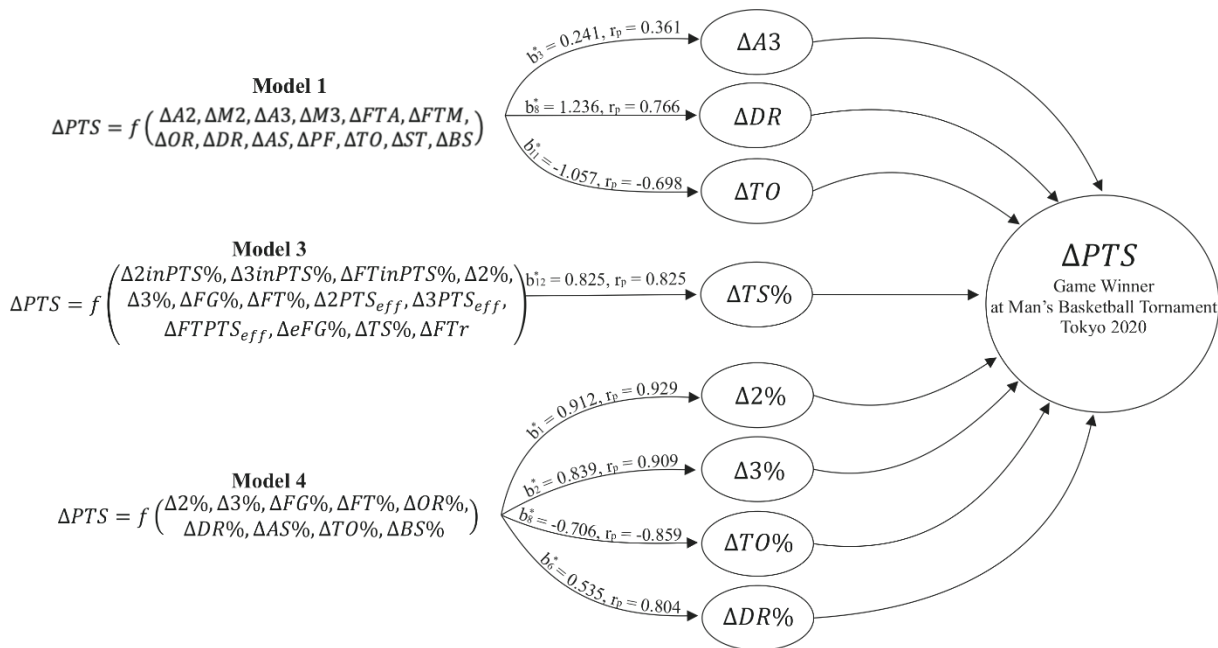 Model 1
ΔPTS = f(ΔA2, ΔM2, ΔA3, ΔM3, ΔFTA, ΔFTM,
ΔOR, ΔDR, ΔAS, ΔPF, ΔTO, ΔST, ΔBS)
b*3 = 0.241, rp = 0.361
ΔA3
b*8 = 1.236, rp = 0.766
ΔDR
b*11 = -1.057, rp = -0.698
ΔTO
Model 3
ΔPTS = f(Δ2inPTS%, Δ3inPTS%, ΔFTinPTS%, Δ2%,
Δ3%, ΔFG%, ΔFT%, Δ2PTSeff, Δ3PTSeff,
ΔFTPTSeff, ΔeFG%, ΔTS%, ΔFTr)
b*12 = 0.825, rp = 0.825
ΔTS%
Model 4
ΔPTS = f(Δ2%, Δ3%, ΔFG%, ΔFT%, ΔOR%,
ΔDR%, ΔAS%, ΔTO%, ΔBS%)
b*1 = 0.912, rp = 0.929
Δ2%
b*2 = 0.839, rp = 0.909
Δ3%
b*8 = -0.706, rp = -0.859
ΔTO%
b*6 = 0.535, rp = 0.804
ΔDR%
ΔPTS
Game Winner
at Man's Basketball Tornament
Tokyo 2020